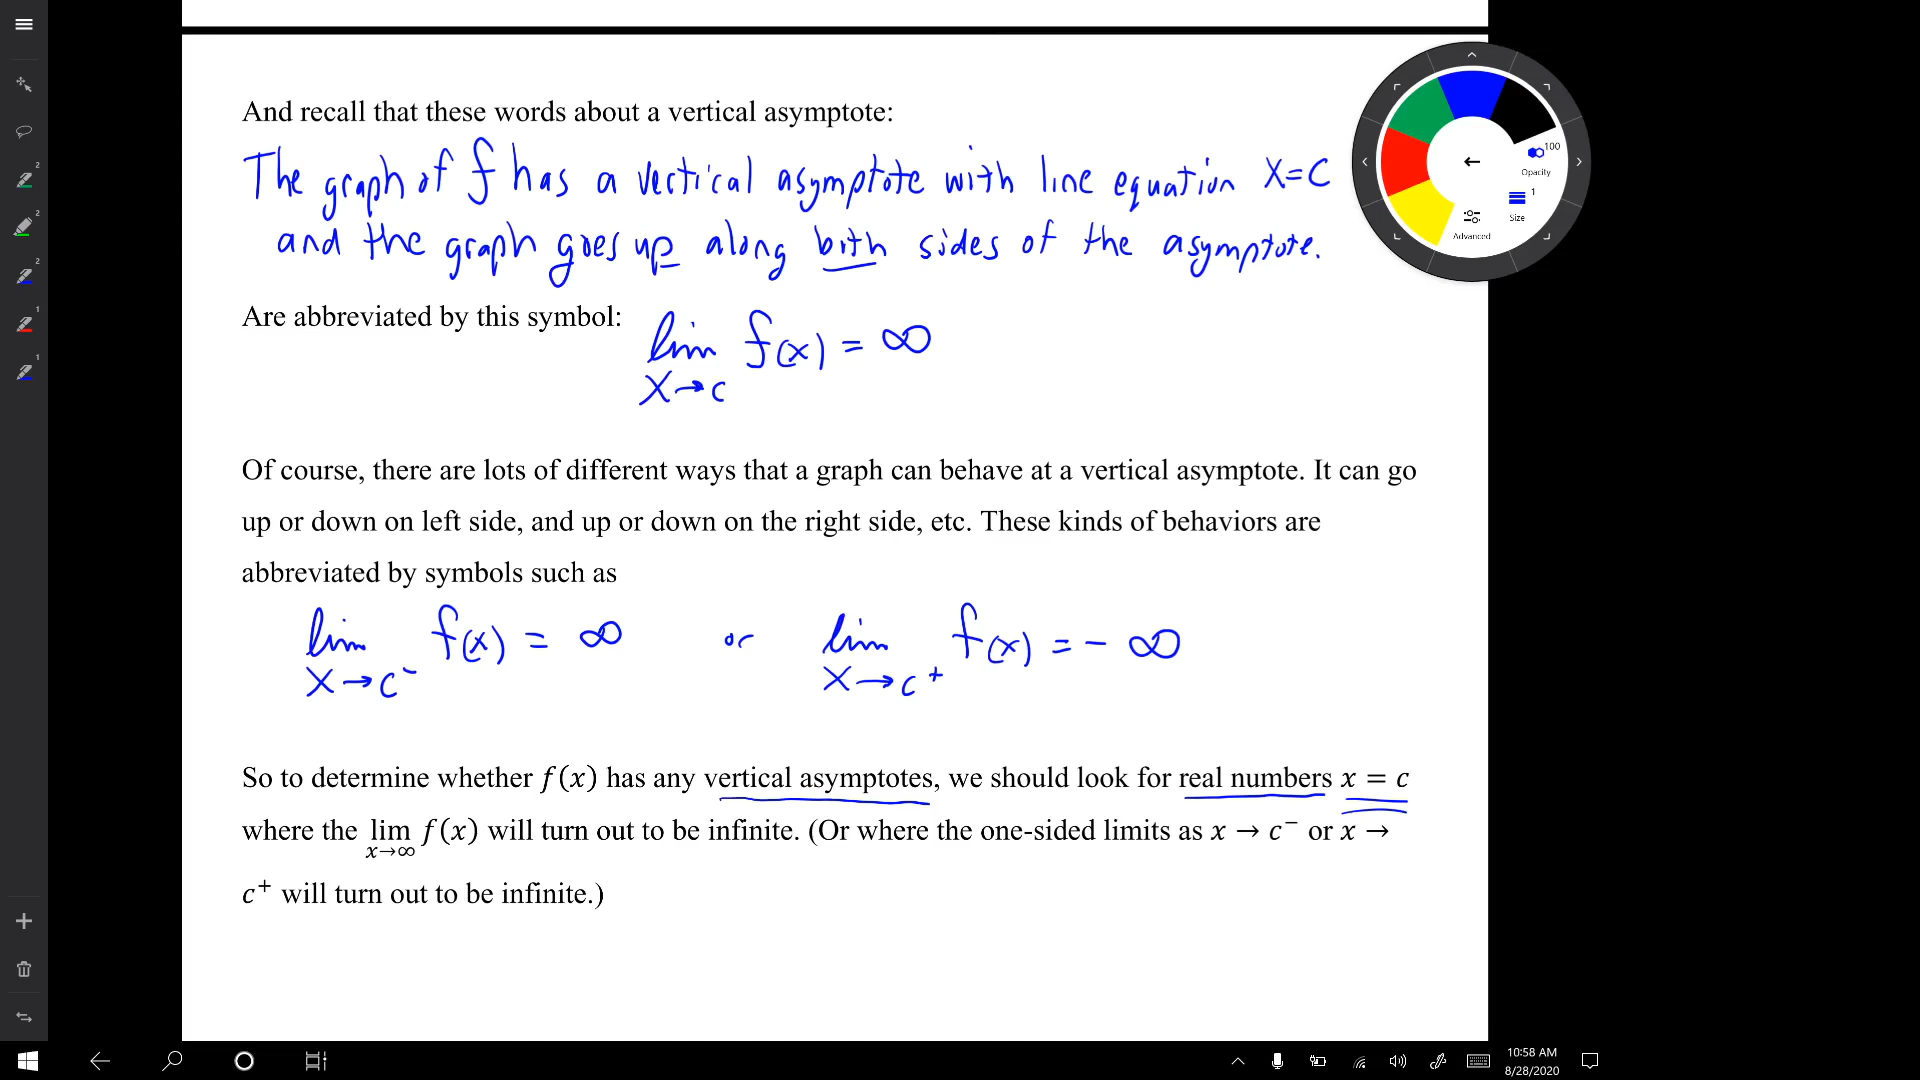 And recall that these words about a vertical asymptote:
The graph of f has a vertical asymptote with line equation X=C
and the graph goes up along both sides of the asymptote.
Are abbreviated by this symbol:
lim f(x) = ∞
X→c
Of course, there are lots of different ways that a graph can behave at a vertical asymptote. It can go
up or down on left side, and up or down on the right side, etc. These kinds of behaviors are
abbreviated by symbols such as
lim f(x) = ∞ or lim f(x) = - ∞
X→c⁻ X→c⁺
So to determine whether f(x) has any vertical asymptotes, we should look for real numbers x = c
where the lim f(x) will turn out to be infinite. (Or where the one-sided limits as x → c⁻ or x →
x→∞
c⁺ will turn out to be infinite.)
100
Opacity
1
Size
Advanced
2
2
2
1
1
10:58 AM
8/28/2020